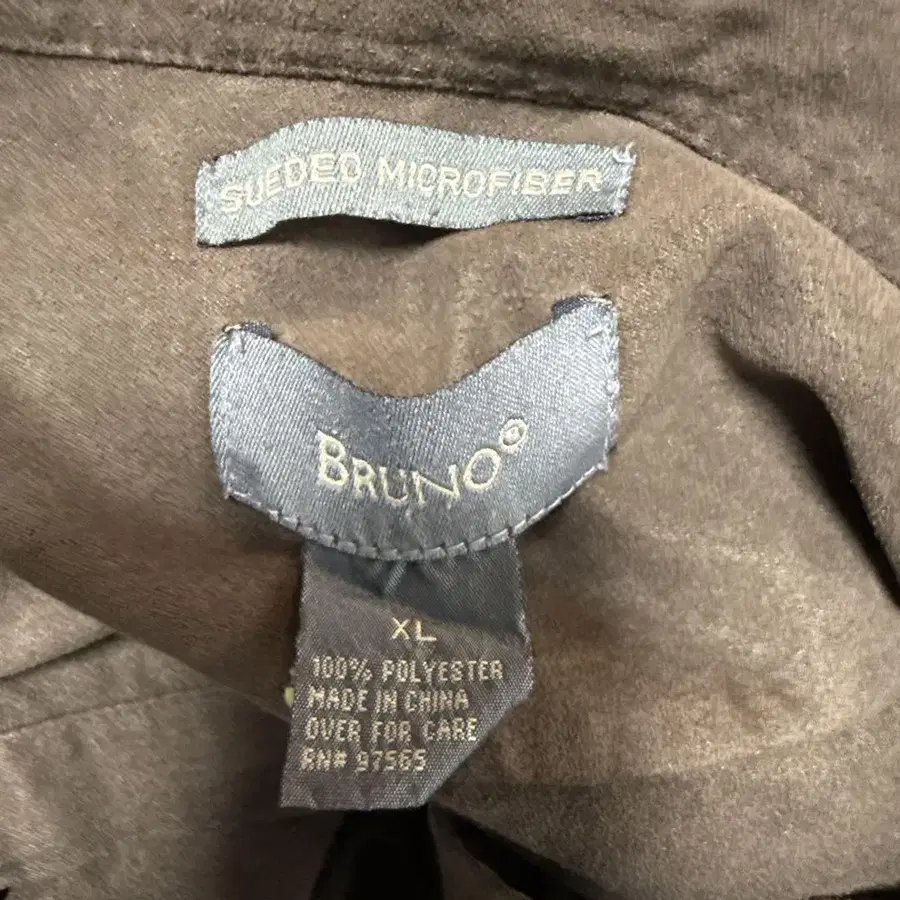 SUEDED MICROFIBER
BRUNO®
XL
100% POLYESTER
MADE IN CHINA
OVER FOR CARE
RN# 97565